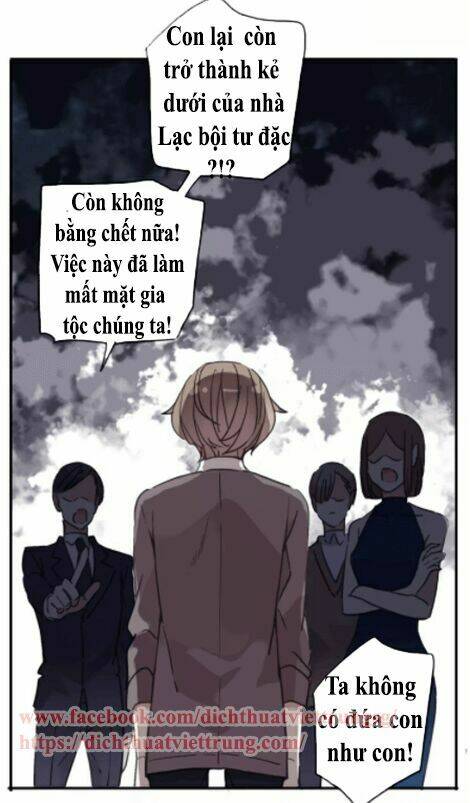 Con lại còn
trở thành kẻ
dưới của nhà
Lạc bội tư đặc
?!?
Còn không
bằng chết nữa!
Việc này đã làm
mất mặt gia
tộc chúng ta!
Ta không
có đứa con
như con!
www.facebook.com/dichthuatviettrung/
https://dich-thuatviettrung.com/